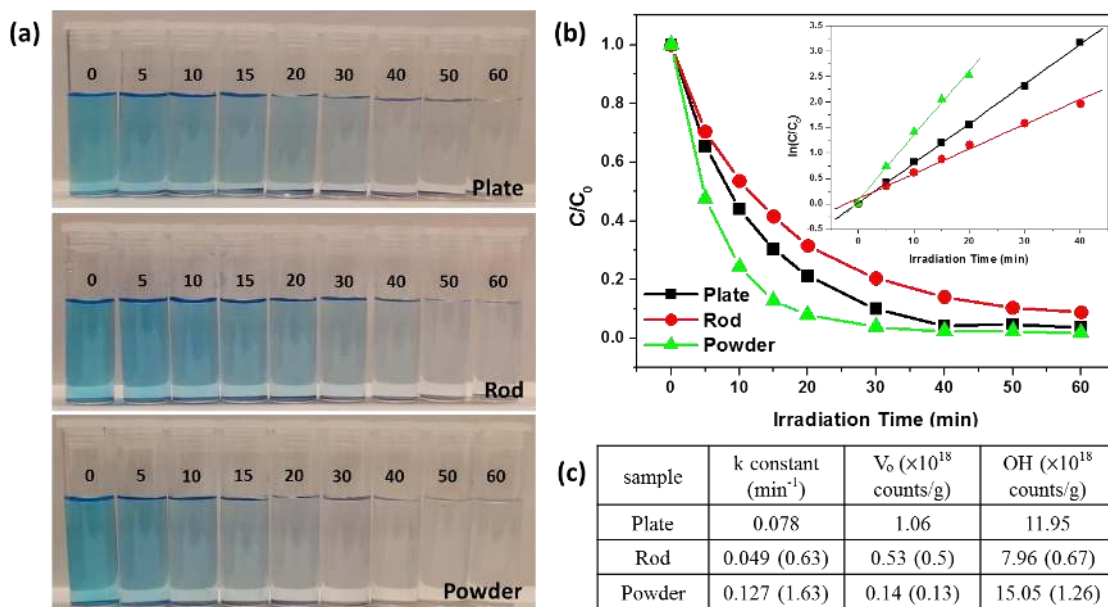 (a)
0 5 10 15 20 30 40 50 60
Plate
0 5 10 15 20 30 40 50 60
Rod
0 5 10 15 20 30 40 50 60
Powder
(b)
C/C₀
1.0
0.8
0.6
0.4
0.2
0.0
0 10 20 30 40 50 60
Irradiation Time (min)
Plate
Rod
Powder
ln(C/C₀)
3.5
3.0
2.5
2.0
1.5
1.0
0.5
0.0
-0.5
0 10 20 30 40
Irradiation Time (min)
(c)
sample k constant (min⁻¹) Vₒ (×10¹⁸ counts/g) OH (×10¹⁸ counts/g)
Plate 0.078 1.06 11.95
Rod 0.049 (0.63) 0.53 (0.5) 7.96 (0.67)
Powder 0.127 (1.63) 0.14 (0.13) 15.05 (1.26)